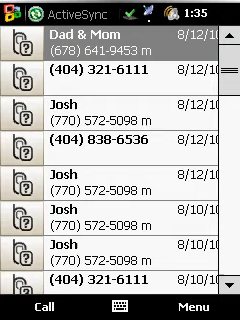 ActiveSync 1:35
Dad & Mom 8/12/10
(678) 641-9453 m
(404) 321-6111 8/12/10
Josh 8/12/10
(770) 572-5098 m
(404) 838-6536 8/12/10
Josh 8/12/10
(770) 572-5098 m
Josh 8/10/10
(770) 572-5098 m
Josh 8/10/10
(770) 572-5098 m
(404) 321-6111 8/10/10
Call Menu